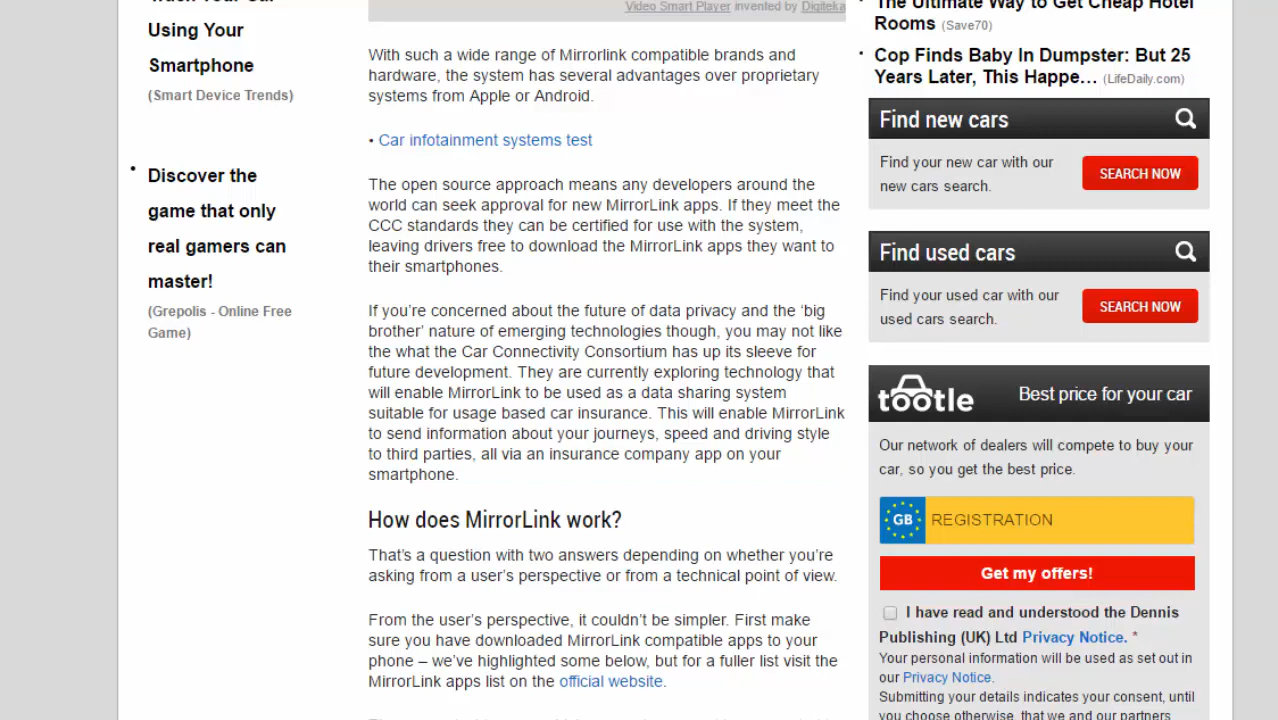 Using Your
Smartphone
(Smart Device Trends)
• Discover the
game that only
real gamers can
master!
(Grepolis - Online Free
Game)
Video Smart Player invented by Digiteka
With such a wide range of Mirrorlink compatible brands and
hardware, the system has several advantages over proprietary
systems from Apple or Android.
• Car infotainment systems test
The open source approach means any developers around the
world can seek approval for new MirrorLink apps. If they meet the
CCC standards they can be certified for use with the system,
leaving drivers free to download the MirrorLink apps they want to
their smartphones.
If you’re concerned about the future of data privacy and the ‘big
brother’ nature of emerging technologies though, you may not like
the what the Car Connectivity Consortium has up its sleeve for
future development. They are currently exploring technology that
will enable MirrorLink to be used as a data sharing system
suitable for usage based car insurance. This will enable MirrorLink
to send information about your journeys, speed and driving style
to third parties, all via an insurance company app on your
smartphone.
How does MirrorLink work?
That’s a question with two answers depending on whether you’re
asking from a user’s perspective or from a technical point of view.
From the user’s perspective, it couldn’t be simpler. First make
sure you have downloaded MirrorLink compatible apps to your
phone – we’ve highlighted some below, but for a fuller list visit the
MirrorLink apps list on the official website.
The Ultimate Way to Get Cheap Hotel
Rooms (Save70)
• Cop Finds Baby In Dumpster: But 25
Years Later, This Happe… (LifeDaily.com)
Find new cars
Find your new car with our
new cars search.
SEARCH NOW
Find used cars
Find your used car with our
used cars search.
SEARCH NOW
tootle
Best price for your car
Our network of dealers will compete to buy your
car, so you get the best price.
GB REGISTRATION
Get my offers!
I have read and understood the Dennis
Publishing (UK) Ltd Privacy Notice. *
Your personal information will be used as set out in
our Privacy Notice.
Submitting your details indicates your consent, until
you choose otherwise, that we and our partners